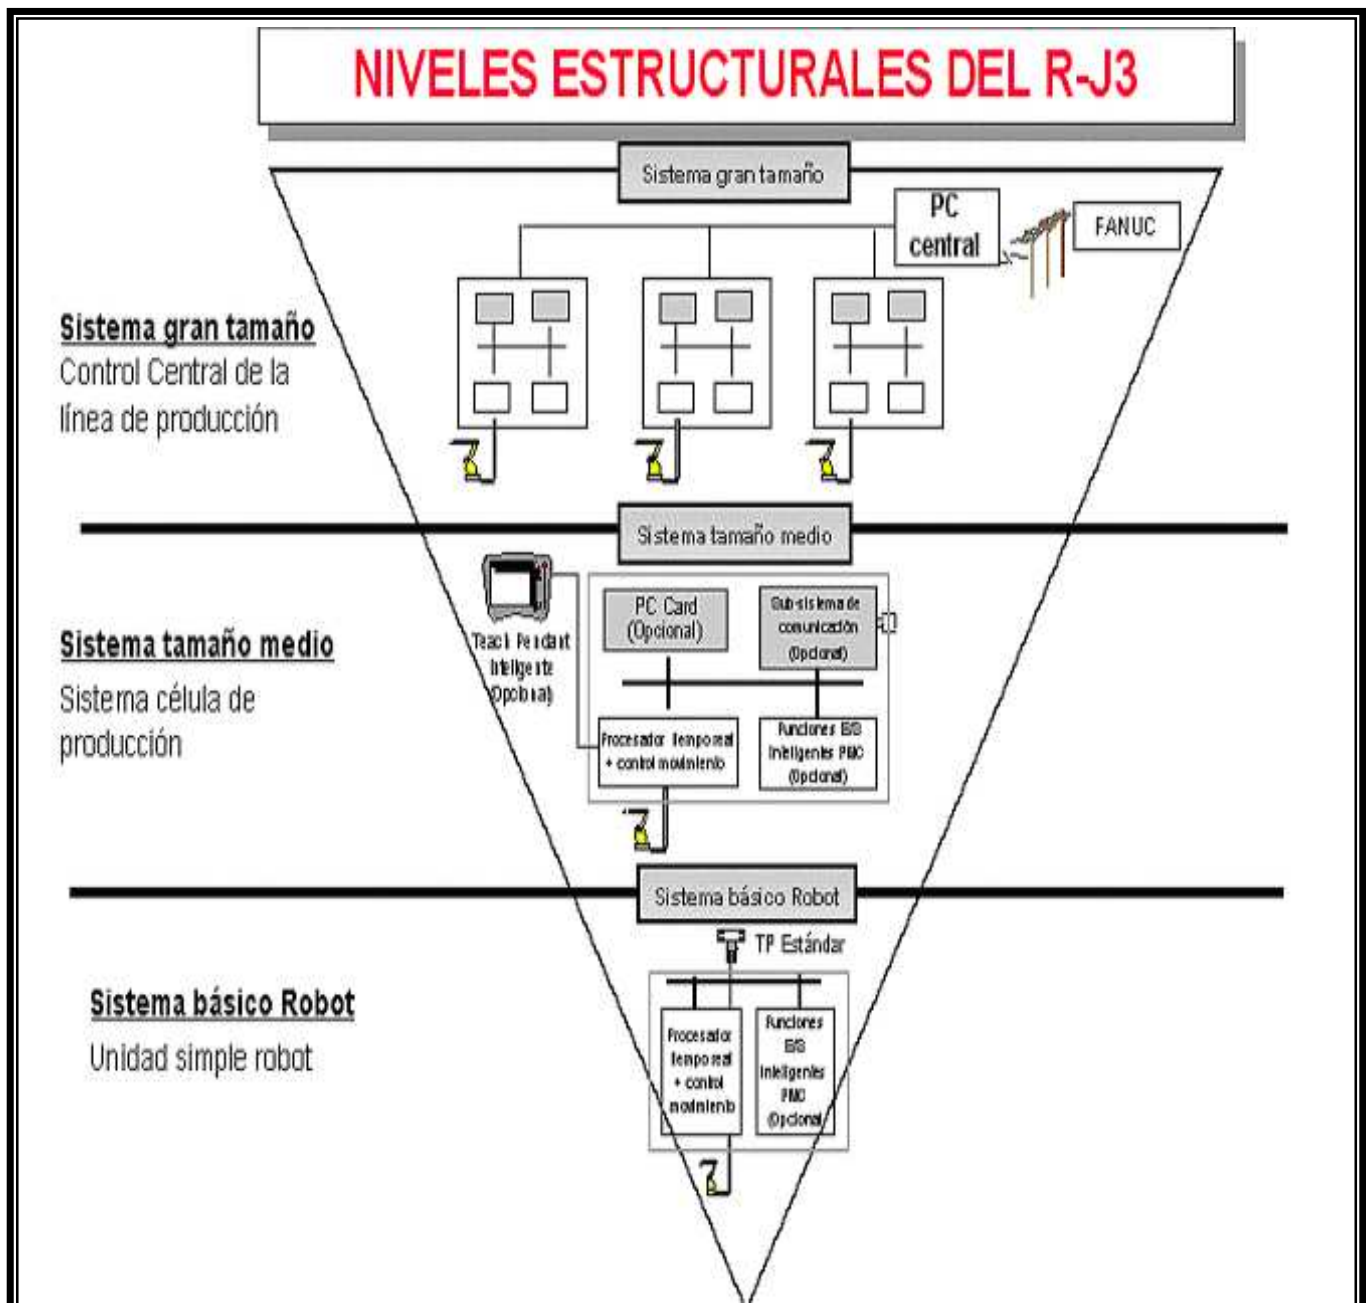 NIVELES ESTRUCTURALES DEL R-J3
Sistema gran tamaño
PC
central
FANUC
Sistema gran tamaño
Control Central de la
línea de producción
Sistema tamaño medio
PC Card
(Opcional)
Sub-sistema de
comunicación
(Opcional)
Teach Pendant
Inteligente
(Opcional)
Sistema tamaño medio
Sistema célula de
producción
Procesador tiempo real
+ control movimiento
Funciones E/S
Inteligentes PMC
(Opcional)
Sistema básico Robot
TP Estándar
Sistema básico Robot
Unidad simple robot
Procesador
tiempo real
+ control
movimiento
Funciones
E/S
Inteligentes
PMC
(Opcional